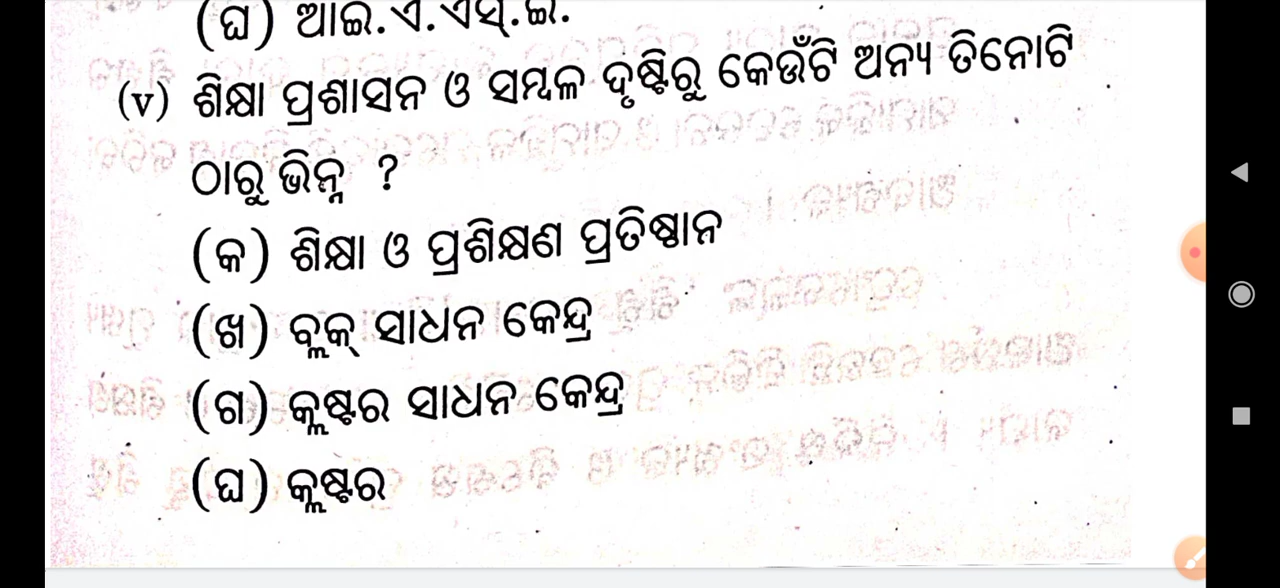 (ଘ) ଆଇ.ଏ.ଏସ୍.ଇ.
(v) ଶିକ୍ଷା ପ୍ରଶାସନ ଓ ସମ୍ବଳ ଦୃଷ୍ଟିରୁ କେଉଁଟି ଅନ୍ୟ ତିନୋଟି
ଠାରୁ ଭିନ୍ନ ?
(କ) ଶିକ୍ଷା ଓ ପ୍ରଶିକ୍ଷଣ ପ୍ରତିଷ୍ଠାନ
(ଖ) ବ୍ଲକ୍ ସାଧନ କେନ୍ଦ୍ର
(ଗ) କ୍ଲଷ୍ଟର ସାଧନ କେନ୍ଦ୍ର
(ଘ) କ୍ଲଷ୍ଟର